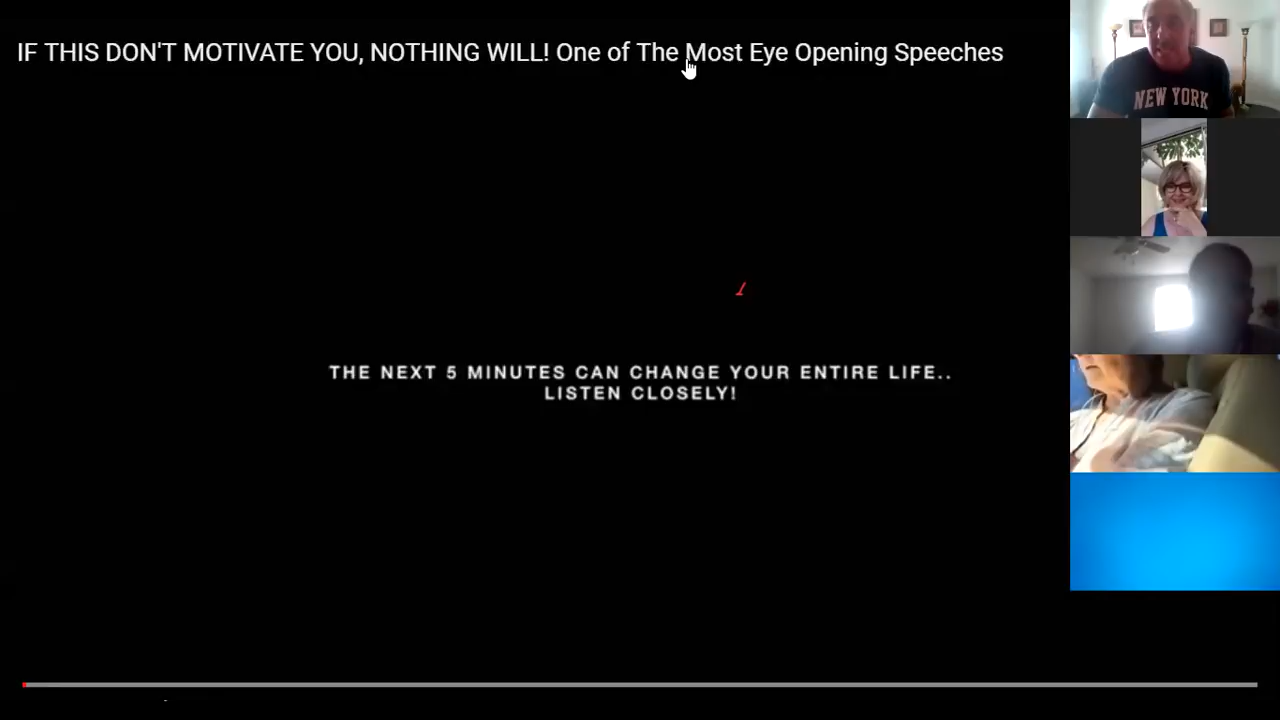 IF THIS DON'T MOTIVATE YOU, NOTHING WILL! One of The Most Eye Opening Speeches
NEW YORK
THE NEXT 5 MINUTES CAN CHANGE YOUR ENTIRE LIFE..
LISTEN CLOSELY!